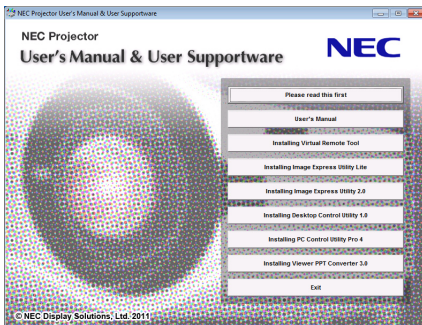 NEC Projector User's Manual & User Supportware
NEC Projector
User's Manual & User Supportware
NEC
Please read this first
User's Manual
Installing Virtual Remote Tool
Installing Image Express Utility Lite
Installing Image Express Utility 2.0
Installing Desktop Control Utility 1.0
Installing PC Control Utility Pro 4
Installing Viewer PPT Converter 3.0
Exit
© NEC Display Solutions, Ltd. 2011